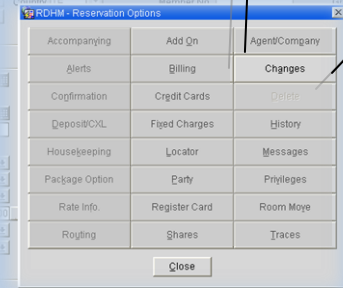 RDHM - Reservation Options
Accompanying Add On Agent/Company
Alerts Billing Changes
Confirmation Credit Cards Delete
Deposit/CXL Fixed Charges History
Housekeeping Locator Messages
Package Option Party Privileges
Rate Info. Register Card Room Move
Routing Shares Traces
Close